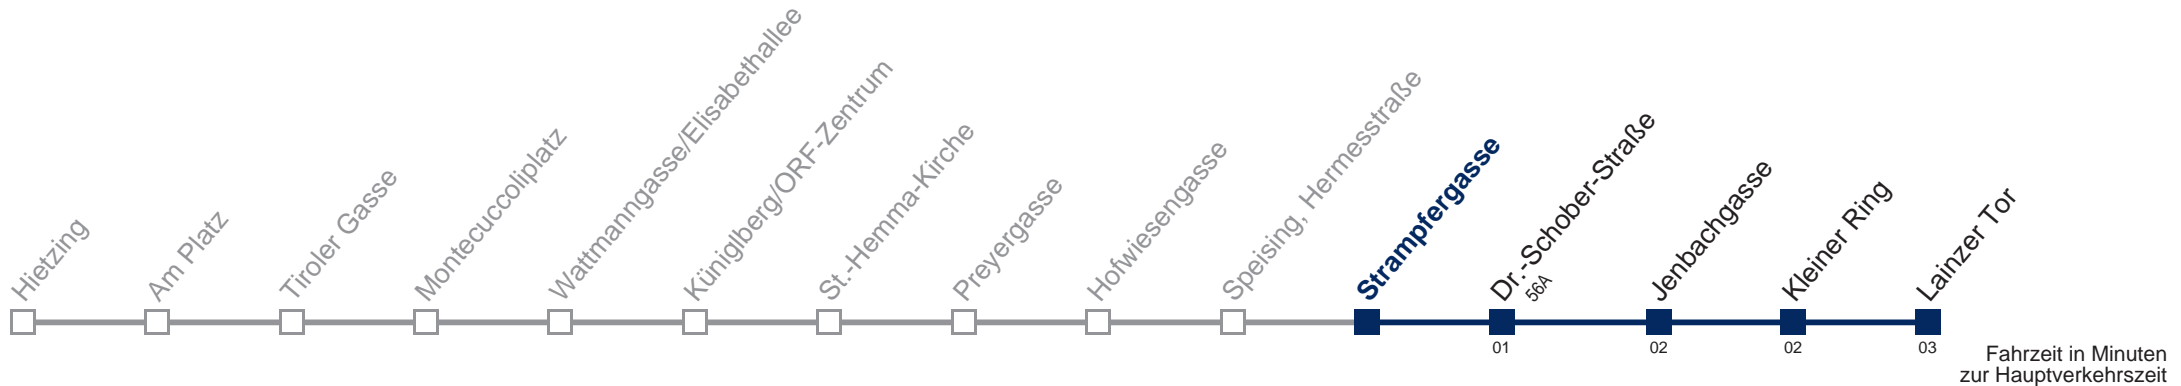 Hietzing
Am Platz
Tiroler Gasse
Montecuccoliplatz
Wattmanngasse/Elisabethallee
Küniglberg/ORF-Zentrum
St.-Hemma-Kirche
Preyergasse
Hofwiesengasse
Speising, Hermesstraße
Strampfergasse
Dr.-Schober-Straße
56A
Jenbachgasse
Kleiner Ring
Lainzer Tor
01
02
02
03
Fahrzeit in Minuten
zur Hauptverkehrszeit